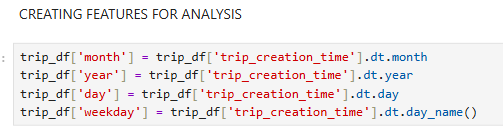 CREATING FEATURES FOR ANALYSIS
: trip_df['month'] = trip_df['trip_creation_time'].dt.month
trip_df['year'] = trip_df['trip_creation_time'].dt.year
trip_df['day'] = trip_df['trip_creation_time'].dt.day
trip_df['weekday'] = trip_df['trip_creation_time'].dt.day_name()